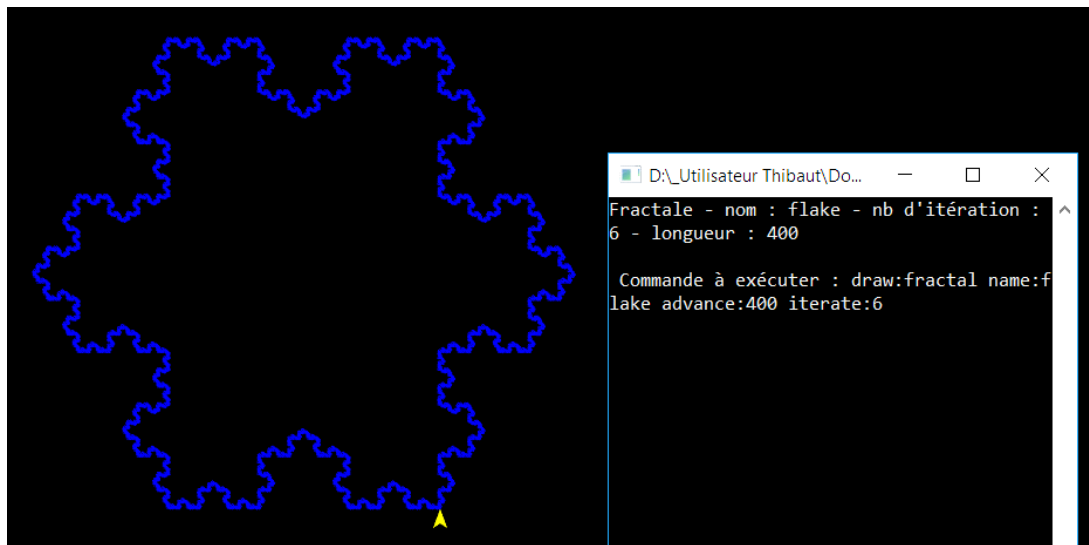 D:\_Utilisateur Thibaut\Do...
Fractale - nom : flake - nb d'itération :
6 - longueur : 400
Commande à exécuter : draw:fractal name:f
lake advance:400 iterate:6